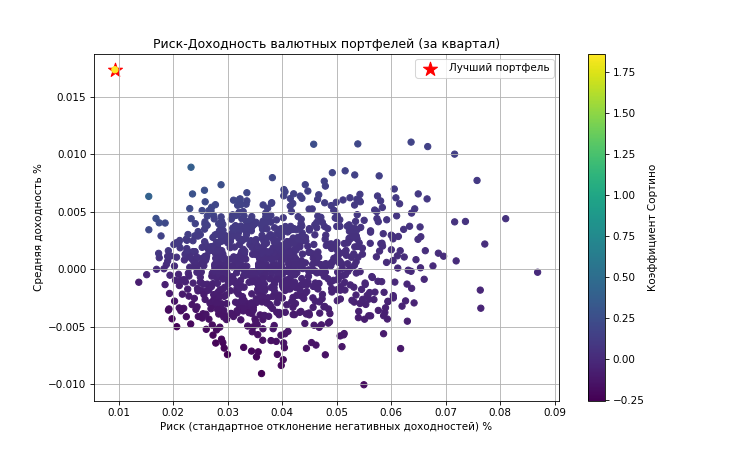 Риск-Доходность валютных портфелей (за квартал)
Лучший портфель
Средняя доходность %
0.015
0.010
0.005
0.000
−0.005
−0.010
0.01 0.02 0.03 0.04 0.05 0.06 0.07 0.08 0.09
Риск (стандартное отклонение негативных доходностей) %
1.75
1.50
1.25
1.00
0.75
0.50
0.25
0.00
−0.25
Коэффициент Сортино